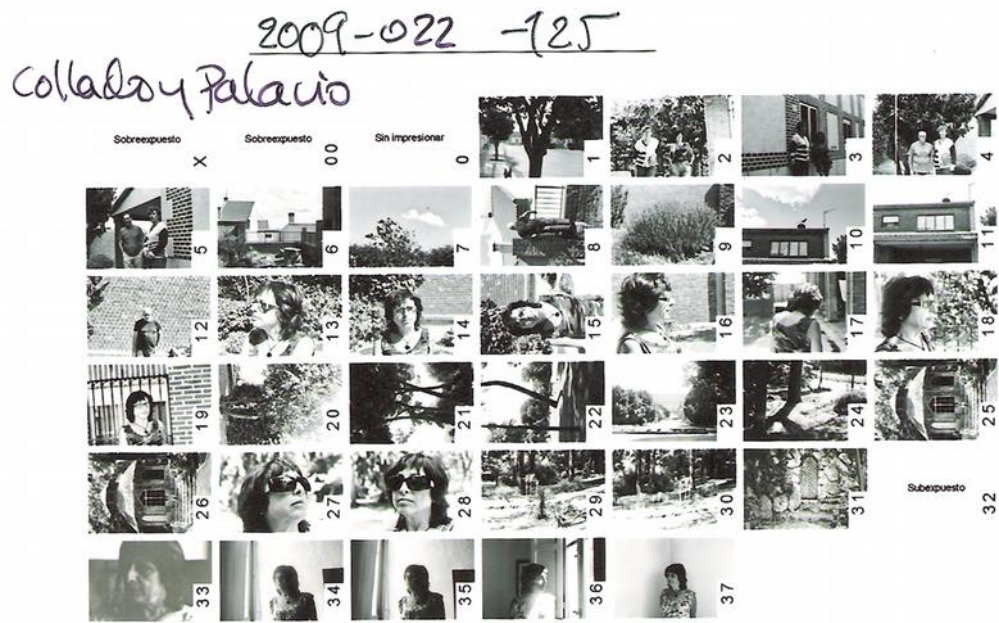 2009-022 -125
Collado y Palacio
Sobreexpuesto Sobreexpuesto Sin impresionar
X 00 0 1 2 3 4
5 6 7 8 9 10 11
12 13 14 15 16 17 18
19 20 21 22 23 24 25
Subexpuesto
26 27 28 29 30 31 32
33 34 35 36 37